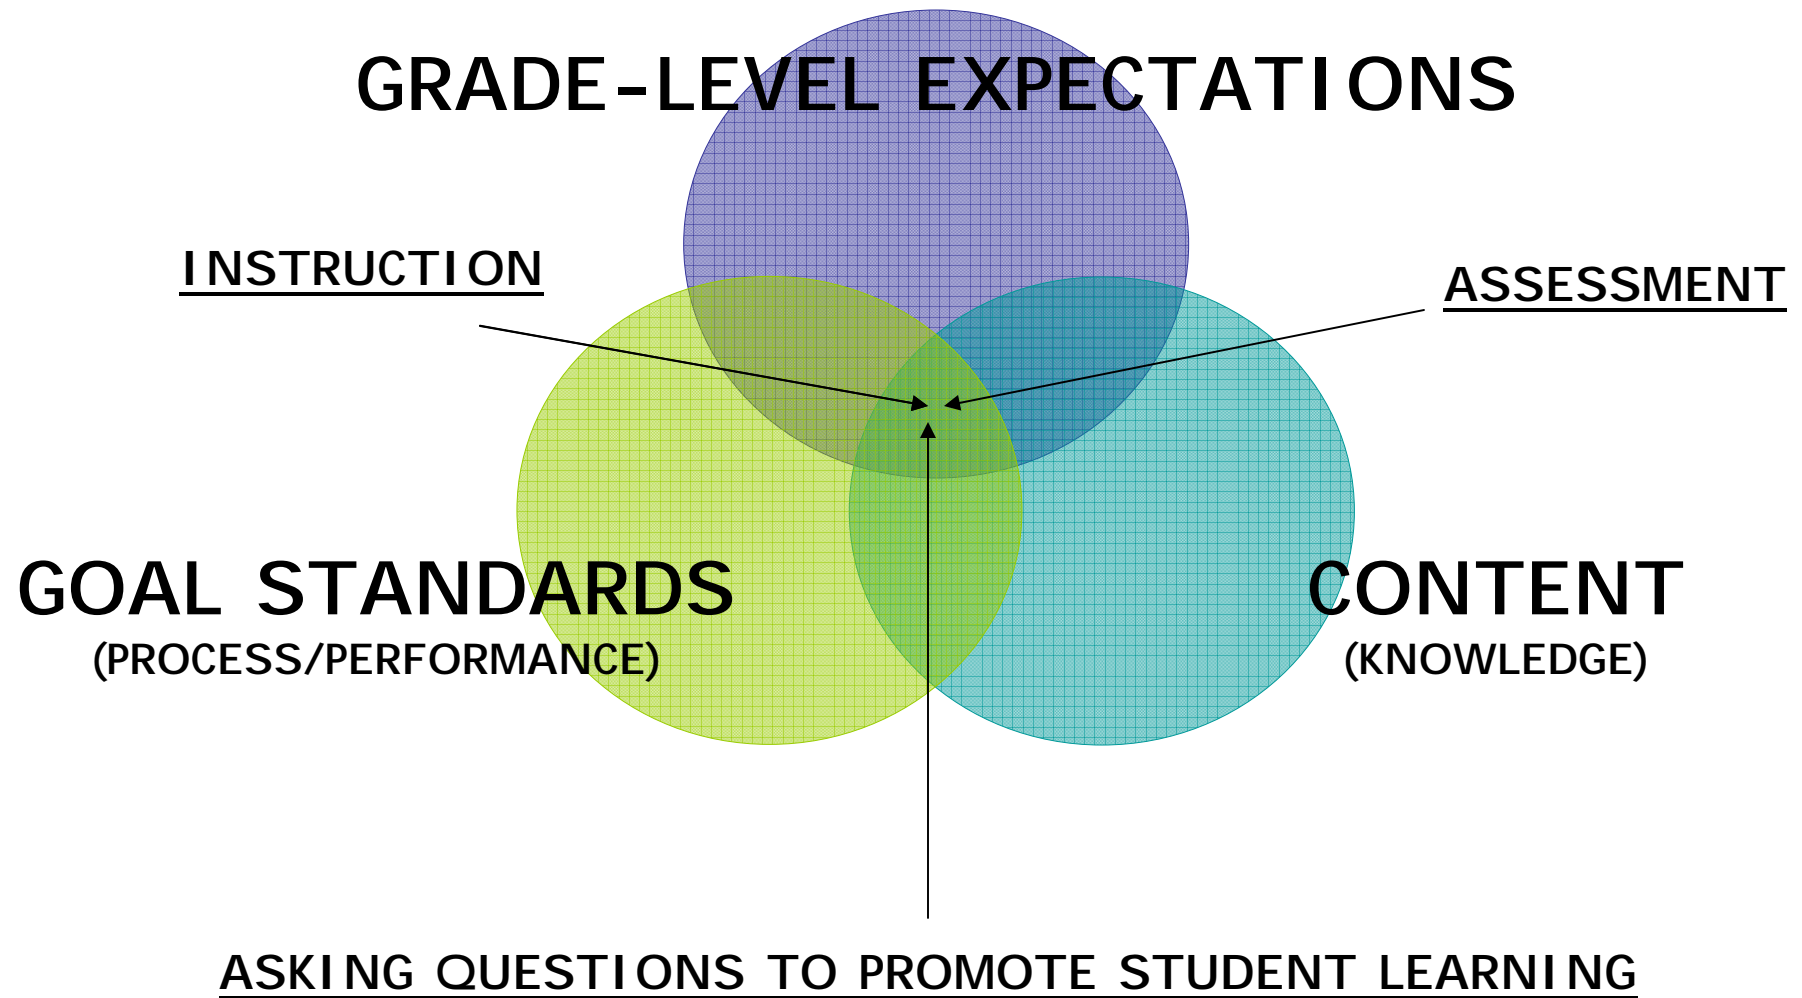 GRADE-LEVEL EXPECTATIONS
INSTRUCTION
ASSESSMENT
GOAL STANDARDS
(PROCESS/PERFORMANCE)
CONTENT
(KNOWLEDGE)
ASKING QUESTIONS TO PROMOTE STUDENT LEARNING